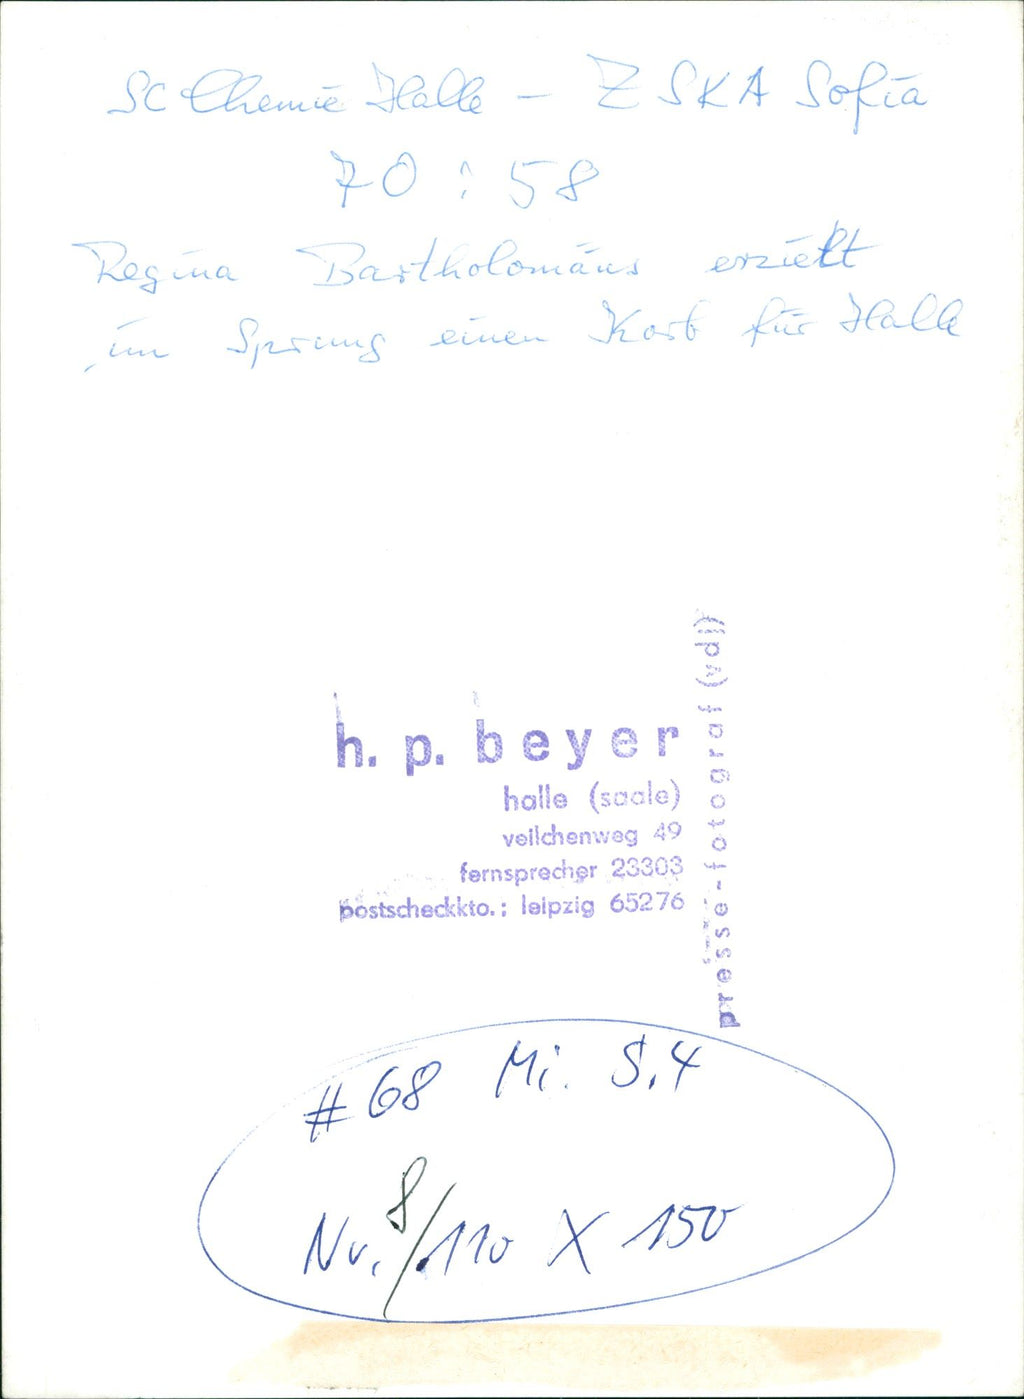 SC Chemie Halle – ZSKA Sofia
70 : 58
Regina Bartholomäus erzielt
im Sprung einen Korb für Halle
h. p. beyer
halle (saale)
veilchenweg 49
fernsprecher 23303
postscheckkto.: leipzig 65276
presse-fotograf (vdj)
# 68 Mi. S. 4
Nr. 8/.110 X 150